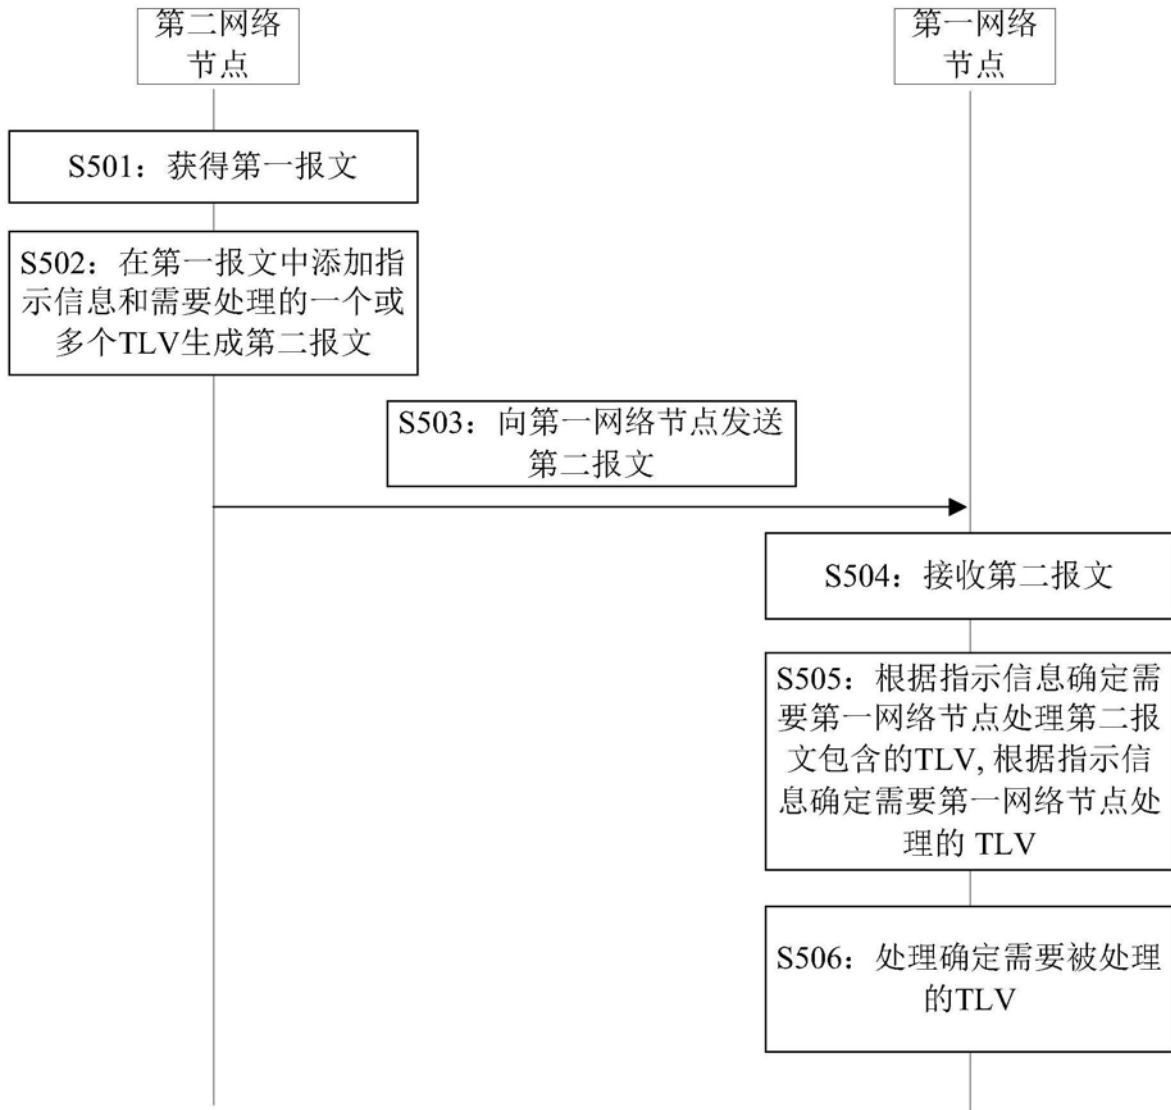 第二网络
节点
第一网络
节点
S501：获得第一报文
S502：在第一报文中添加指
示信息和需要处理的一个或
多个TLV生成第二报文
S503：向第一网络节点发送
第二报文
S504：接收第二报文
S505：根据指示信息确定需
要第一网络节点处理第二报
文包含的TLV, 根据指示信
息确定需要第一网络节点处
理的 TLV
S506：处理确定需要被处理
的TLV